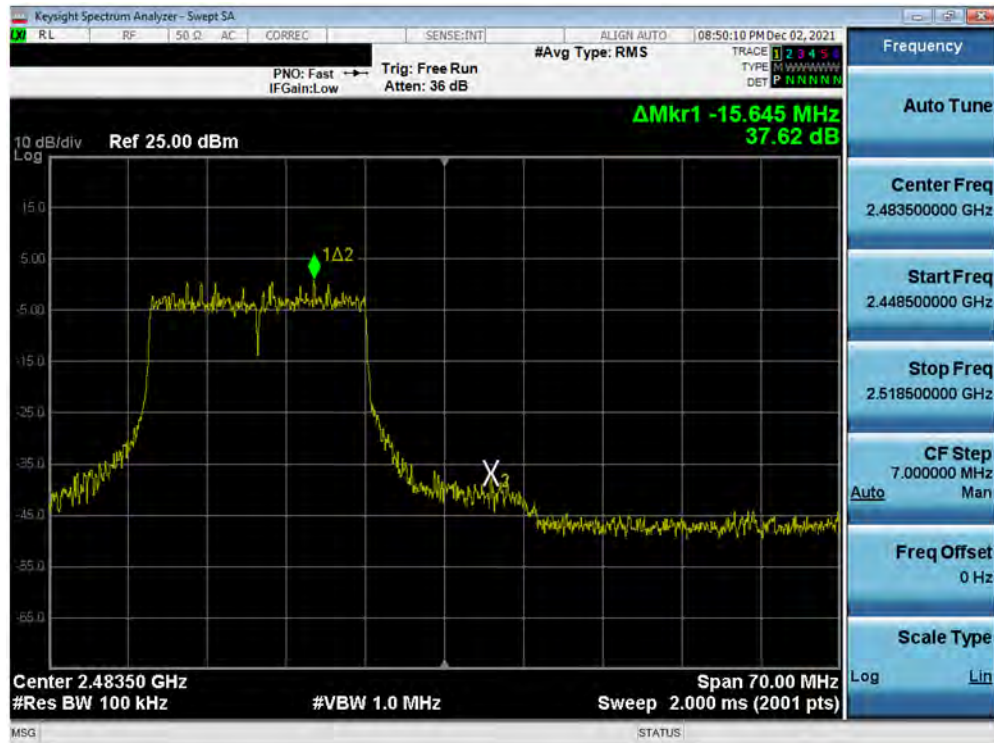 Keysight Spectrum Analyzer - Swept SA
LXI RL RF 50 Ω AC CORREC SENSE:INT ALIGN AUTO 08:50:10 PM Dec 02, 2021
#Avg Type: RMS TRACE 1 2 3 4 5 6
PNO: Fast Trig: Free Run TYPE M W W W W W
IFGain:Low Atten: 36 dB DET P N N N N N
ΔMkr1 -15.645 MHz
10 dB/div Ref 25.00 dBm 37.62 dB
Log
15.0
1Δ2
5.00
-5.00
-15.0
-25.0
-35.0
-45.0
-55.0
-65.0
Center 2.48350 GHz Span 70.00 MHz
#Res BW 100 kHz #VBW 1.0 MHz Sweep 2.000 ms (2001 pts)
MSG STATUS
Frequency
Auto Tune
Center Freq
2.483500000 GHz
Start Freq
2.448500000 GHz
Stop Freq
2.518500000 GHz
CF Step
7.000000 MHz
Auto Man
Freq Offset
0 Hz
Scale Type
Log Lin